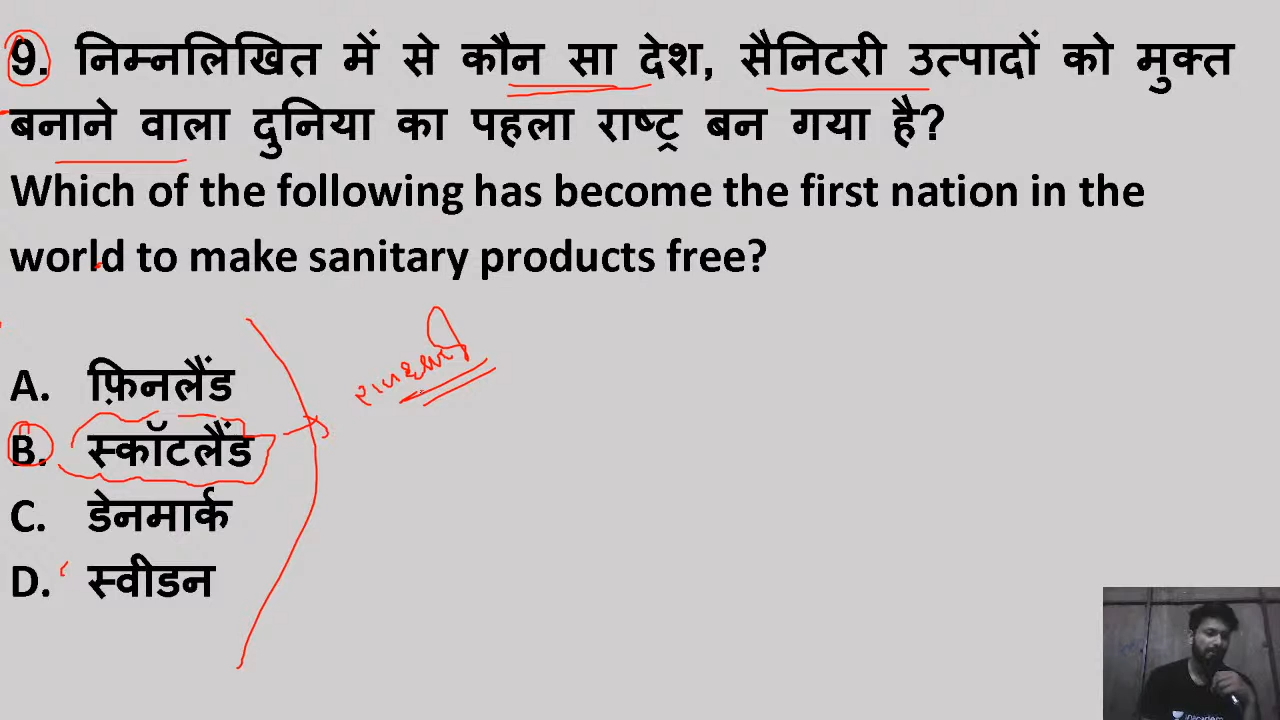 9. निम्नलिखित में से कौन सा देश, सैनिटरी उत्पादों को मुक्त
बनाने वाला दुनिया का पहला राष्ट्र बन गया है?
Which of the following has become the first nation in the
world to make sanitary products free?
A. फ़िनलैंड
B. स्कॉटलैंड
C. डेनमार्क
D. स्वीडन